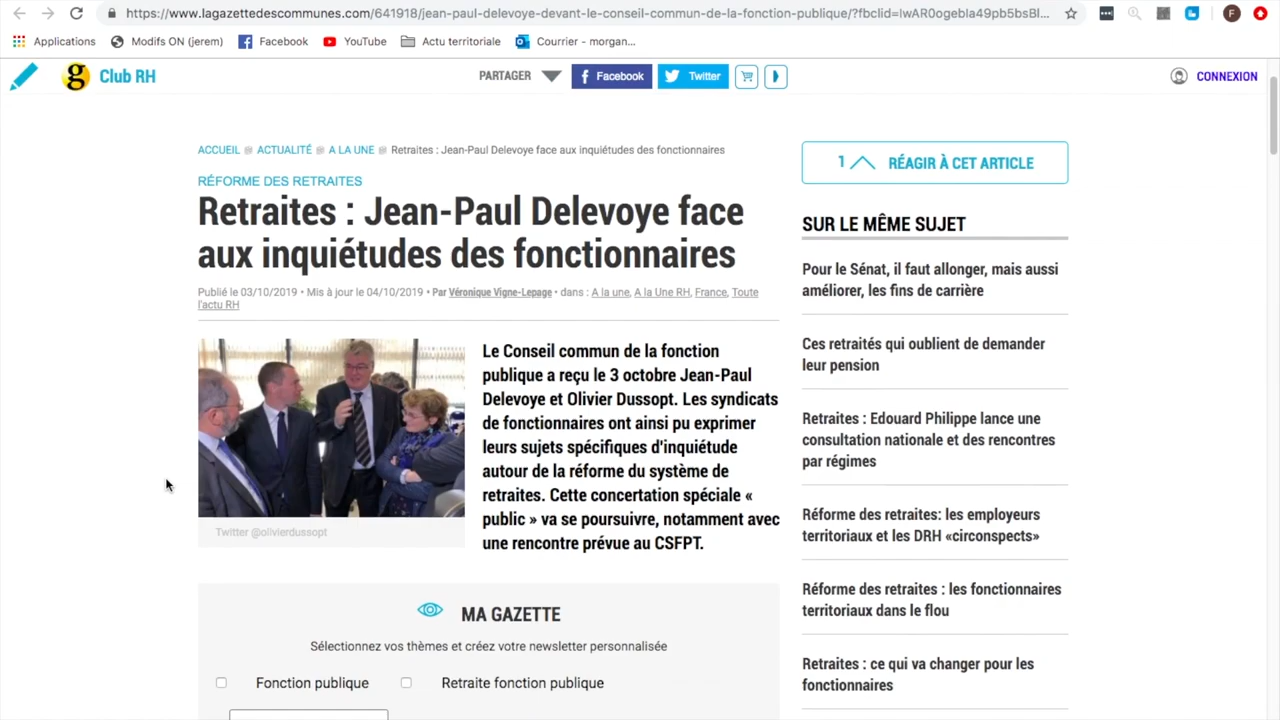 https://www.lagazettedescommunes.com/641918/jean-paul-delevoye-devant-le-conseil-commun-de-la-fonction-publique/?fbclid=IwAR0ogebla49pb5bsBl...
F
Applications
Modifs ON (jerem)
Facebook
YouTube
Actu territoriale
Courrier - morgan...
g Club RH
PARTAGER
Facebook
Twitter
CONNEXION
ACCUEIL ACTUALITÉ A LA UNE Retraites : Jean-Paul Delevoye face aux inquiétudes des fonctionnaires
RÉFORME DES RETRAITES
Retraites : Jean-Paul Delevoye face
aux inquiétudes des fonctionnaires
Publié le 03/10/2019 • Mis à jour le 04/10/2019 • Par Véronique Vigne-Lepage • dans : A la une, A la Une RH, France, Toute
l'actu RH
Twitter @olivierdussopt
Le Conseil commun de la fonction
publique a reçu le 3 octobre Jean-Paul
Delevoye et Olivier Dussopt. Les syndicats
de fonctionnaires ont ainsi pu exprimer
leurs sujets spécifiques d'inquiétude
autour de la réforme du système de
retraites. Cette concertation spéciale «
public » va se poursuivre, notamment avec
une rencontre prévue au CSFPT.
MA GAZETTE
Sélectionnez vos thèmes et créez votre newsletter personnalisée
Fonction publique
Retraite fonction publique
1 RÉAGIR À CET ARTICLE
SUR LE MÊME SUJET
Pour le Sénat, il faut allonger, mais aussi
améliorer, les fins de carrière
Ces retraités qui oublient de demander
leur pension
Retraites : Edouard Philippe lance une
consultation nationale et des rencontres
par régimes
Réforme des retraites: les employeurs
territoriaux et les DRH «circonspects»
Réforme des retraites : les fonctionnaires
territoriaux dans le flou
Retraites : ce qui va changer pour les
fonctionnaires